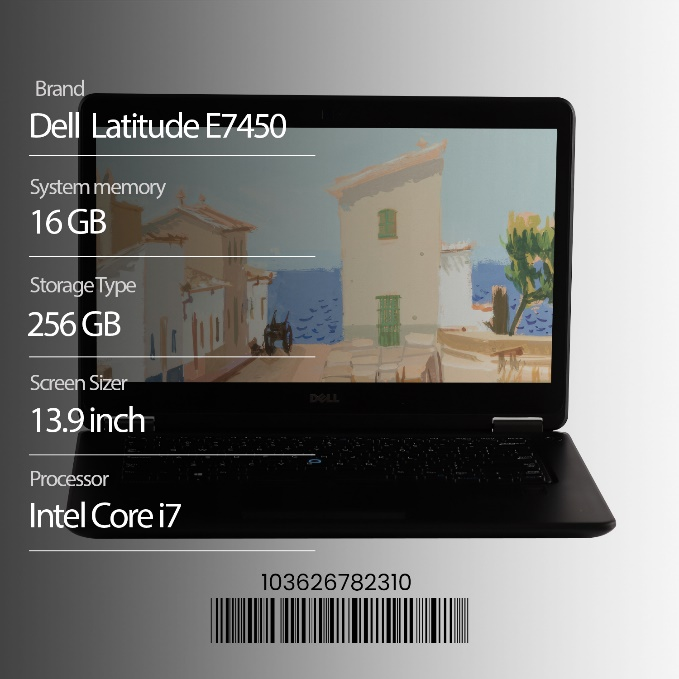 Brand
Dell Latitude E7450
System memory
16 GB
Storage Type
256 GB
Screen Sizer
13.9 inch
Processor
Intel Core i7
DELL
103626782310